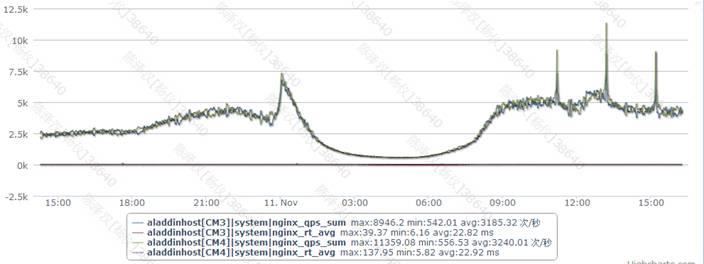 12.5k
10k
7.5k
5k
2.5k
0k
-2.5k
15:00
18:00
21:00
11. Nov
03:00
06:00
09:00
12:00
15:00
aladdinhost[CM3]|system|nginx_qps_sum max:8946.2 min:542.01 avg:3185.32 次/秒
aladdinhost[CM3]|system|nginx_rt_avg max:39.37 min:6.16 avg:22.82 ms
aladdinhost[CM4]|system|nginx_qps_sum max:11359.08 min:556.53 avg:3240.01 次/秒
aladdinhost[CM4]|system|nginx_rt_avg max:137.95 min:5.82 avg:22.92 ms
Highcharts.com